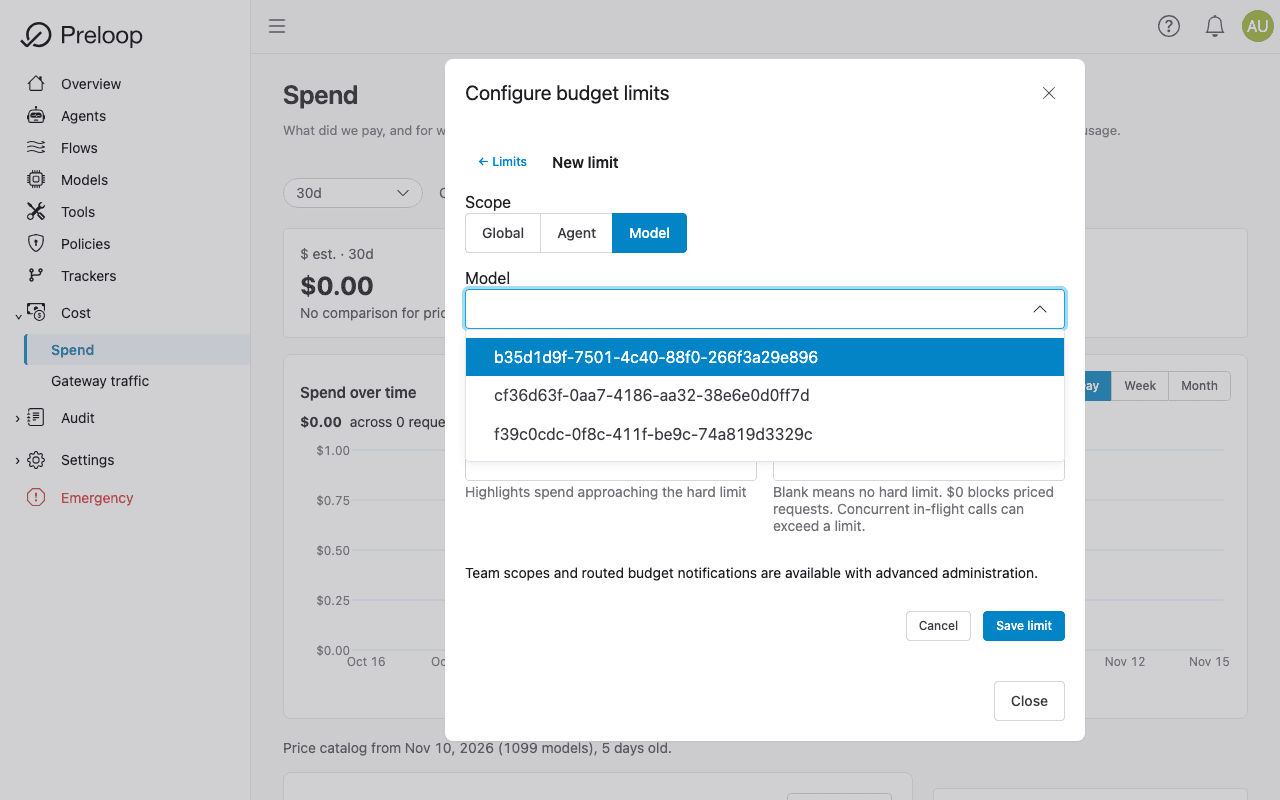 Preloop
AU
Overview
Agents
Flows
Models
Tools
Policies
Trackers
Cost
Spend
Gateway traffic
Audit
Settings
Emergency
Spend
What did we pay, and for w
usage.
30d
$ est. · 30d
$0.00
No comparison for pric
Spend over time
$0.00 across 0 reque
ay
Week
Month
$1.00
$0.75
$0.50
$0.25
$0.00
Oct 16
Oc
Nov 12
Nov 15
Price catalog from Nov 10, 2026 (1099 models), 5 days old.
Configure budget limits
← Limits
New limit
Scope
Global
Agent
Model
Model
b35d1d9f-7501-4c40-88f0-266f3a29e896
cf36d63f-0aa7-4186-aa32-38e6e0d0ff7d
f39c0cdc-0f8c-411f-be9c-74a819d3329c
Highlights spend approaching the hard limit
Blank means no hard limit. $0 blocks priced
requests. Concurrent in-flight calls can
exceed a limit.
Team scopes and routed budget notifications are available with advanced administration.
Cancel
Save limit
Close